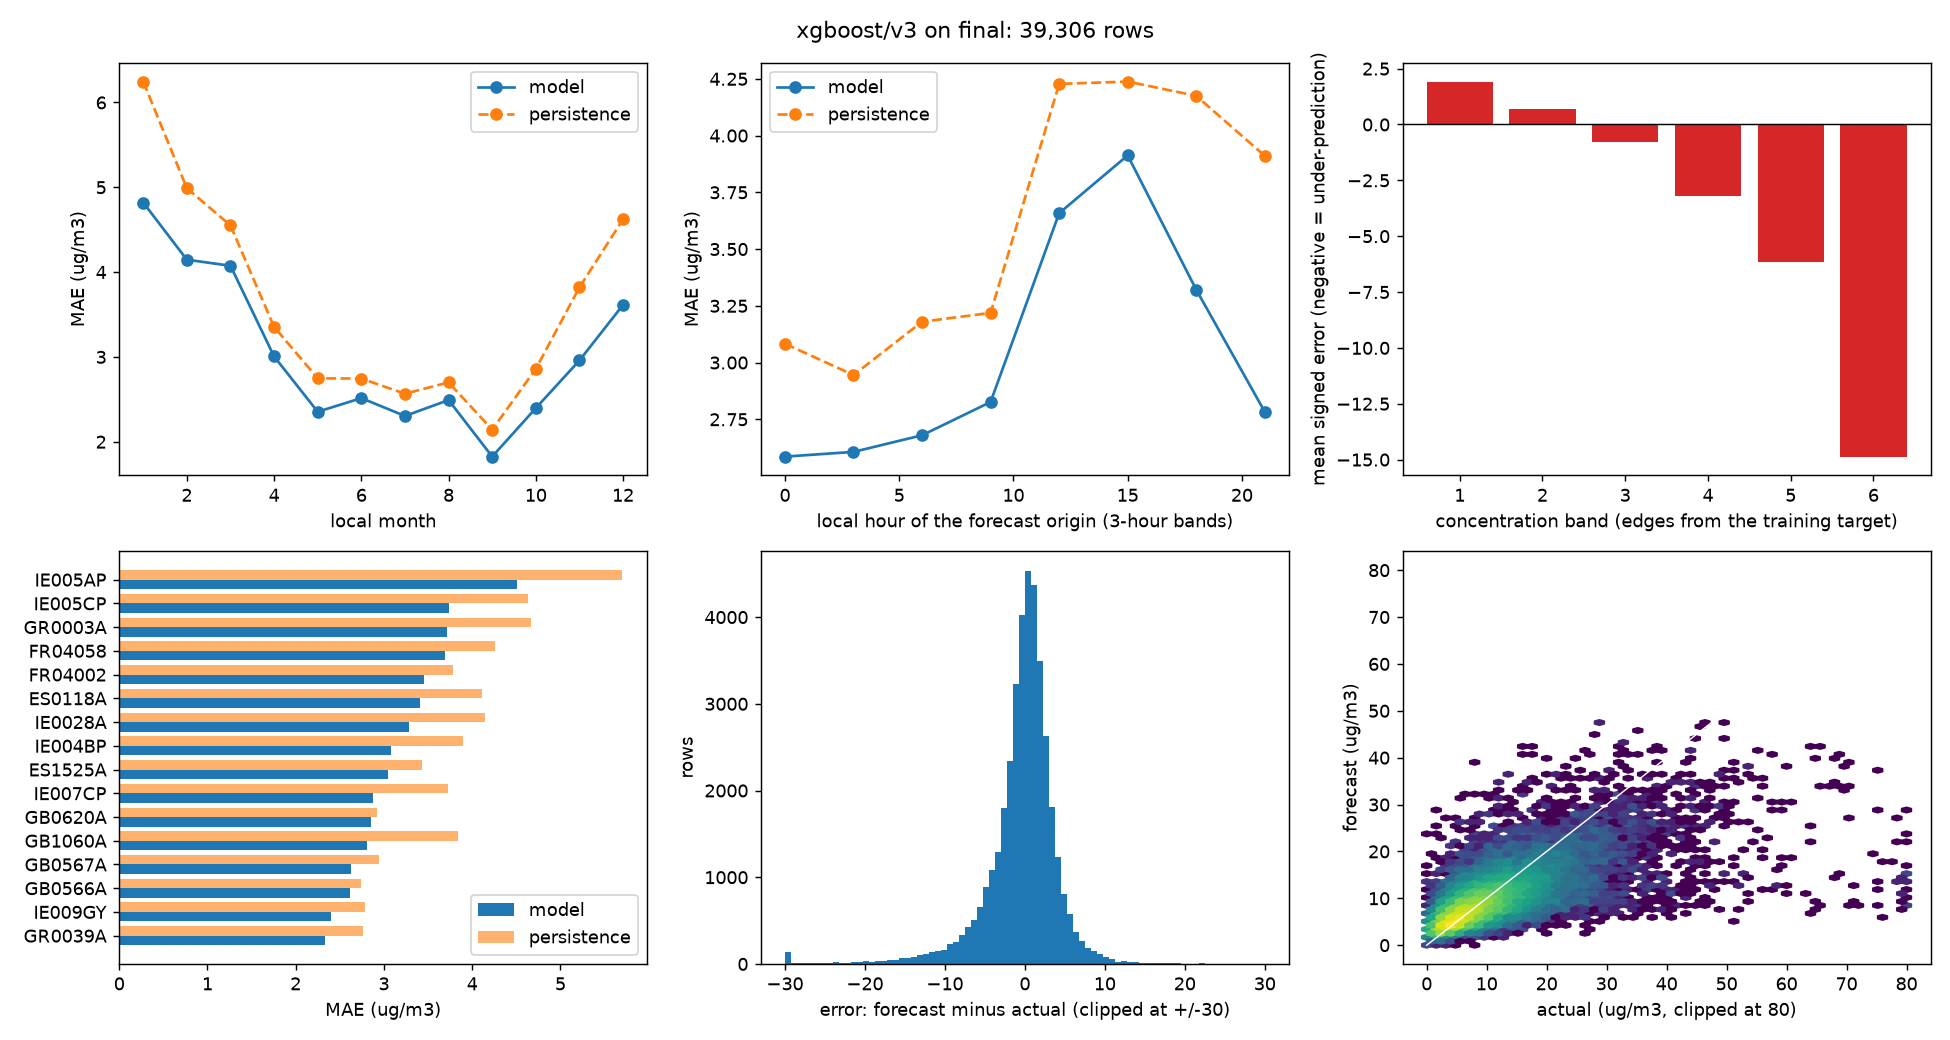 xgboost/v3 on final: 39,306 rows
MAE (ug/m3)
6
5
4
3
2
2
4
6
8
10
12
local month
model
persistence
MAE (ug/m3)
4.25
4.00
3.75
3.50
3.25
3.00
2.75
0
5
10
15
20
local hour of the forecast origin (3-hour bands)
model
persistence
mean signed error (negative = under-prediction)
2.5
0.0
−2.5
−5.0
−7.5
−10.0
−12.5
−15.0
1
2
3
4
5
6
concentration band (edges from the training target)
IE005AP
IE005CP
GR0003A
FR04058
FR04002
ES0118A
IE0028A
IE004BP
ES1525A
IE007CP
GB0620A
GB1060A
GB0567A
GB0566A
IE009GY
GR0039A
0
1
2
3
4
5
MAE (ug/m3)
model
persistence
rows
4000
3000
2000
1000
0
−30
−20
−10
0
10
20
30
error: forecast minus actual (clipped at +/-30)
forecast (ug/m3)
80
70
60
50
40
30
20
10
0
0
10
20
30
40
50
60
70
80
actual (ug/m3, clipped at 80)